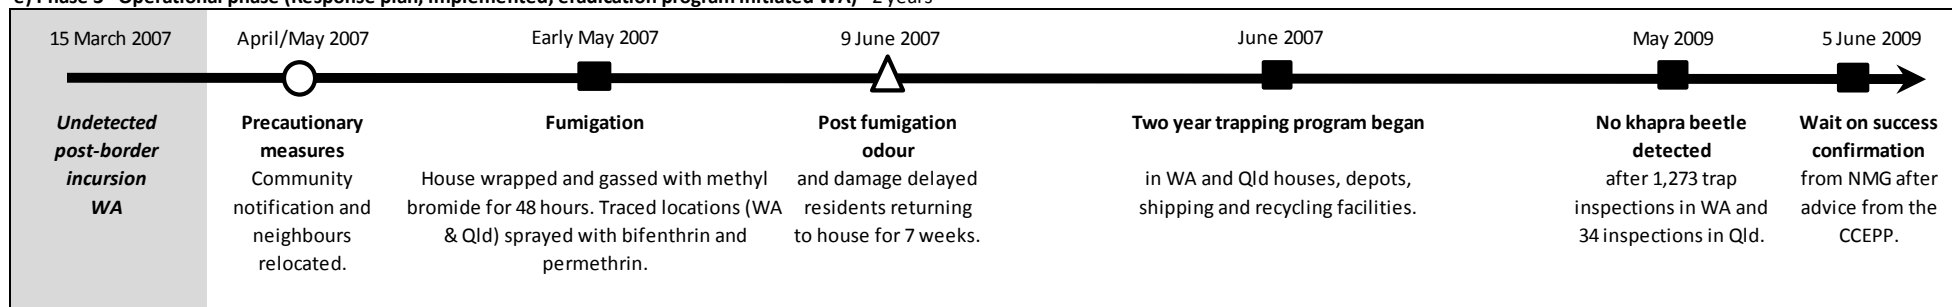 c) Phase 3 - Operational phase (Response plan, implemented, eradication program initiated WA) - 2 years
15 March 2007
Undetected
post-border
incursion
WA
April/May 2007
Precautionary
measures
Community
notification and
neighbours
relocated.
Early May 2007
Fumigation
House wrapped and gassed with methyl
bromide for 48 hours. Traced locations (WA
& Qld) sprayed with bifenthrin and
permethrin.
9 June 2007
Post fumigation
odour
and damage delayed
residents returning
to house for 7 weeks.
June 2007
Two year trapping program began
in WA and Qld houses, depots,
shipping and recycling facilities.
May 2009
No khapra beetle
detected
after 1,273 trap
inspections in WA and
34 inspections in Qld.
5 June 2009
Wait on success
confirmation
from NMG after
advice from the
CCEPP.